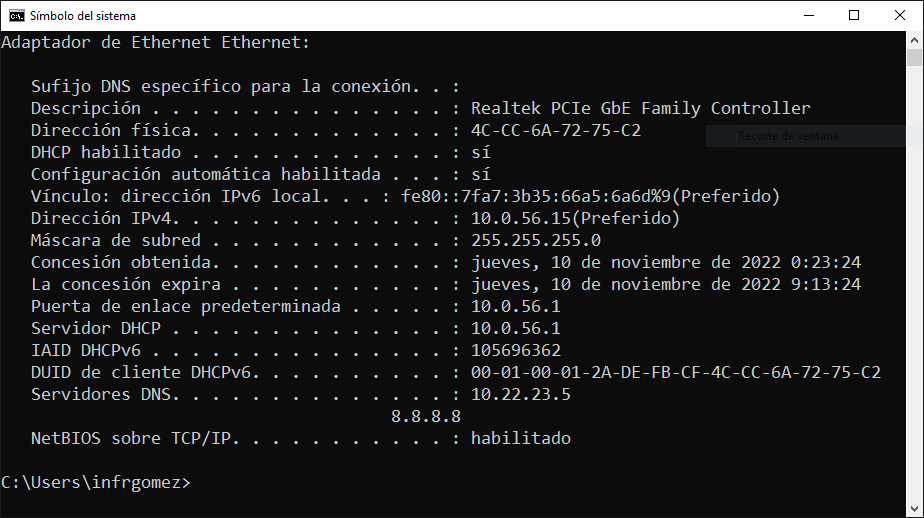 Símbolo del sistema
Adaptador de Ethernet Ethernet:
Sufijo DNS específico para la conexión. . :
Descripción . . . . . . . . . . . . . . . : Realtek PCIe GbE Family Controller
Dirección física. . . . . . . . . . . . . : 4C-CC-6A-72-75-C2
Recorte de ventana
DHCP habilitado . . . . . . . . . . . . . : sí
Configuración automática habilitada . . . : sí
Vínculo: dirección IPv6 local. . . : fe80::7fa7:3b35:66a5:6a6d%9(Preferido)
Dirección IPv4. . . . . . . . . . . . . . : 10.0.56.15(Preferido)
Máscara de subred . . . . . . . . . . . . : 255.255.255.0
Concesión obtenida. . . . . . . . . . . . : jueves, 10 de noviembre de 2022 0:23:24
La concesión expira . . . . . . . . . . . : jueves, 10 de noviembre de 2022 9:13:24
Puerta de enlace predeterminada . . . . . : 10.0.56.1
Servidor DHCP . . . . . . . . . . . . . . : 10.0.56.1
IAID DHCPv6 . . . . . . . . . . . . . . . : 105696362
DUID de cliente DHCPv6. . . . . . . . . . : 00-01-00-01-2A-DE-FB-CF-4C-CC-6A-72-75-C2
Servidores DNS. . . . . . . . . . . . . . : 10.22.23.5
8.8.8.8
NetBIOS sobre TCP/IP. . . . . . . . . . . : habilitado
C:\Users\infrgomez>